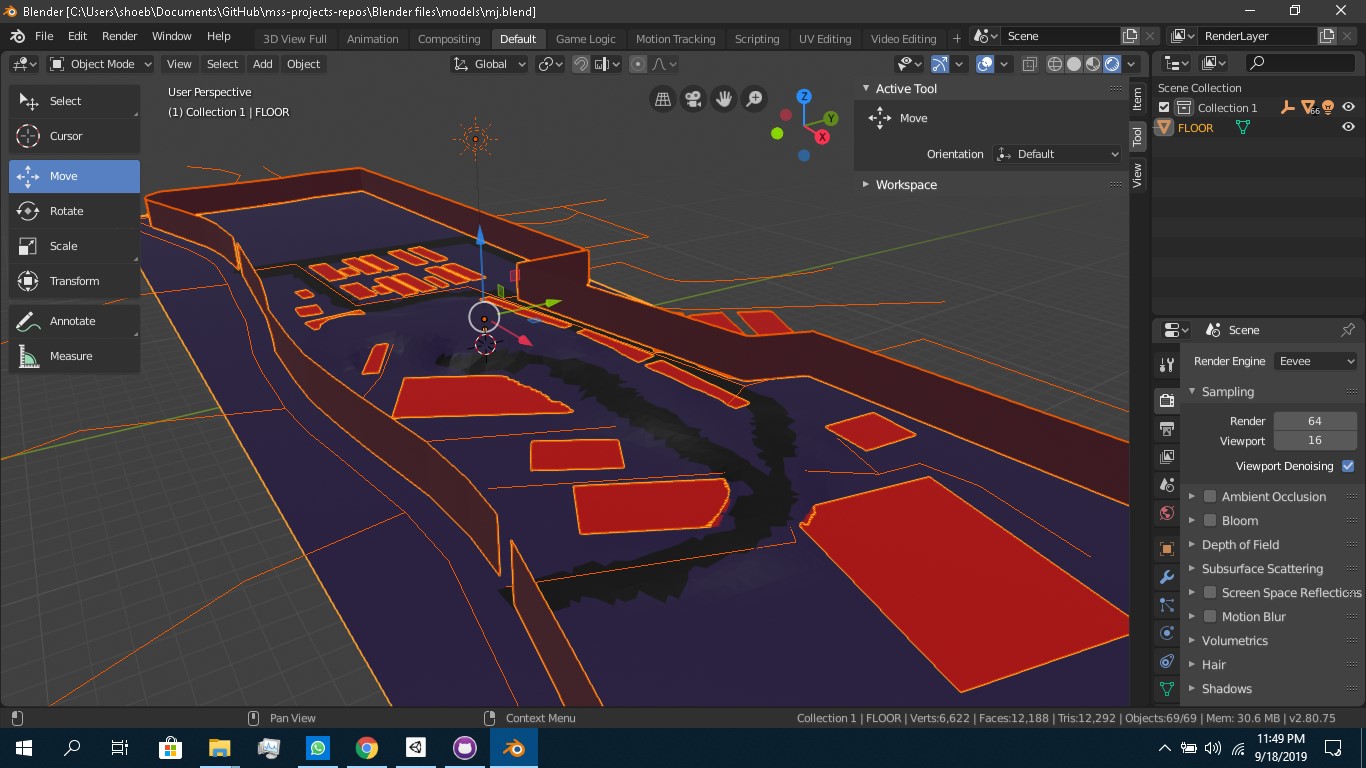 Blender [C:\Users\shoeb\Documents\GitHub\mss-projects-repos\Blender files\models\mj.blend]
File Edit Render Window Help 3D View Full Animation Compositing Default Game Logic Motion Tracking Scripting UV Editing Video Editing + Scene RenderLayer
Object Mode View Select Add Object Global
User Perspective
(1) Collection 1 | FLOOR
Select
Cursor
Move
Rotate
Scale
Transform
Annotate
Measure
Z
Y
X
Active Tool
Move
Orientation Default
Workspace
Item
Tool
View
Scene Collection
Collection 1 66
FLOOR
Scene
Render Engine Eevee
Sampling
Render 64
Viewport 16
Viewport Denoising
Ambient Occlusion
Bloom
Depth of Field
Subsurface Scattering
Screen Space Reflections
Motion Blur
Volumetrics
Hair
Shadows
Pan View Context Menu Collection 1 | FLOOR | Verts:6,622 | Faces:12,188 | Tris:12,292 | Objects:69/69 | Mem: 30.6 MB | v2.80.75
11:49 PM
9/18/2019